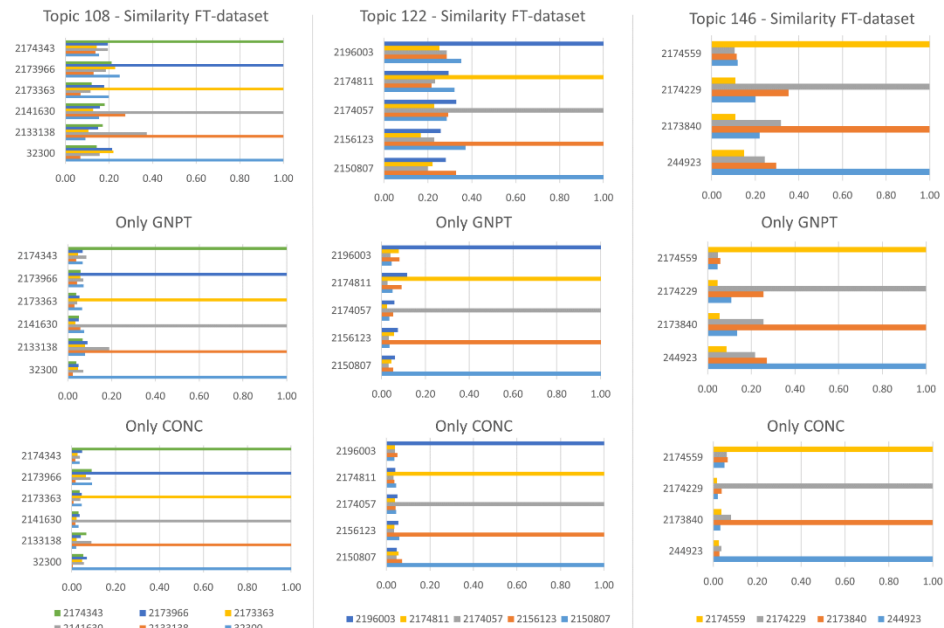 Topic 108 - Similarity FT-dataset
2174343
2173966
2173363
2141630
2133138
32300
0.00 0.20 0.40 0.60 0.80 1.00
Only GNPT
2174343
2173966
2173363
2141630
2133138
32300
0.00 0.20 0.40 0.60 0.80 1.00
Only CONC
2174343
2173966
2173363
2141630
2133138
32300
0.00 0.20 0.40 0.60 0.80 1.00
2174343 2173966 2173363
2141630 2133138 32300
Topic 122 - Similarity FT-dataset
2196003
2174811
2174057
2156123
2150807
0.00 0.20 0.40 0.60 0.80 1.00
Only GNPT
2196003
2174811
2174057
2156123
2150807
0.00 0.20 0.40 0.60 0.80 1.00
Only CONC
2196003
2174811
2174057
2156123
2150807
0.00 0.20 0.40 0.60 0.80 1.00
2196003 2174811 2174057 2156123 2150807
Topic 146 - Similarity FT-dataset
2174559
2174229
2173840
244923
0.00 0.20 0.40 0.60 0.80 1.00
Only GNPT
2174559
2174229
2173840
244923
0.00 0.20 0.40 0.60 0.80 1.00
Only CONC
2174559
2174229
2173840
244923
0.00 0.20 0.40 0.60 0.80 1.00
2174559 2174229 2173840 244923